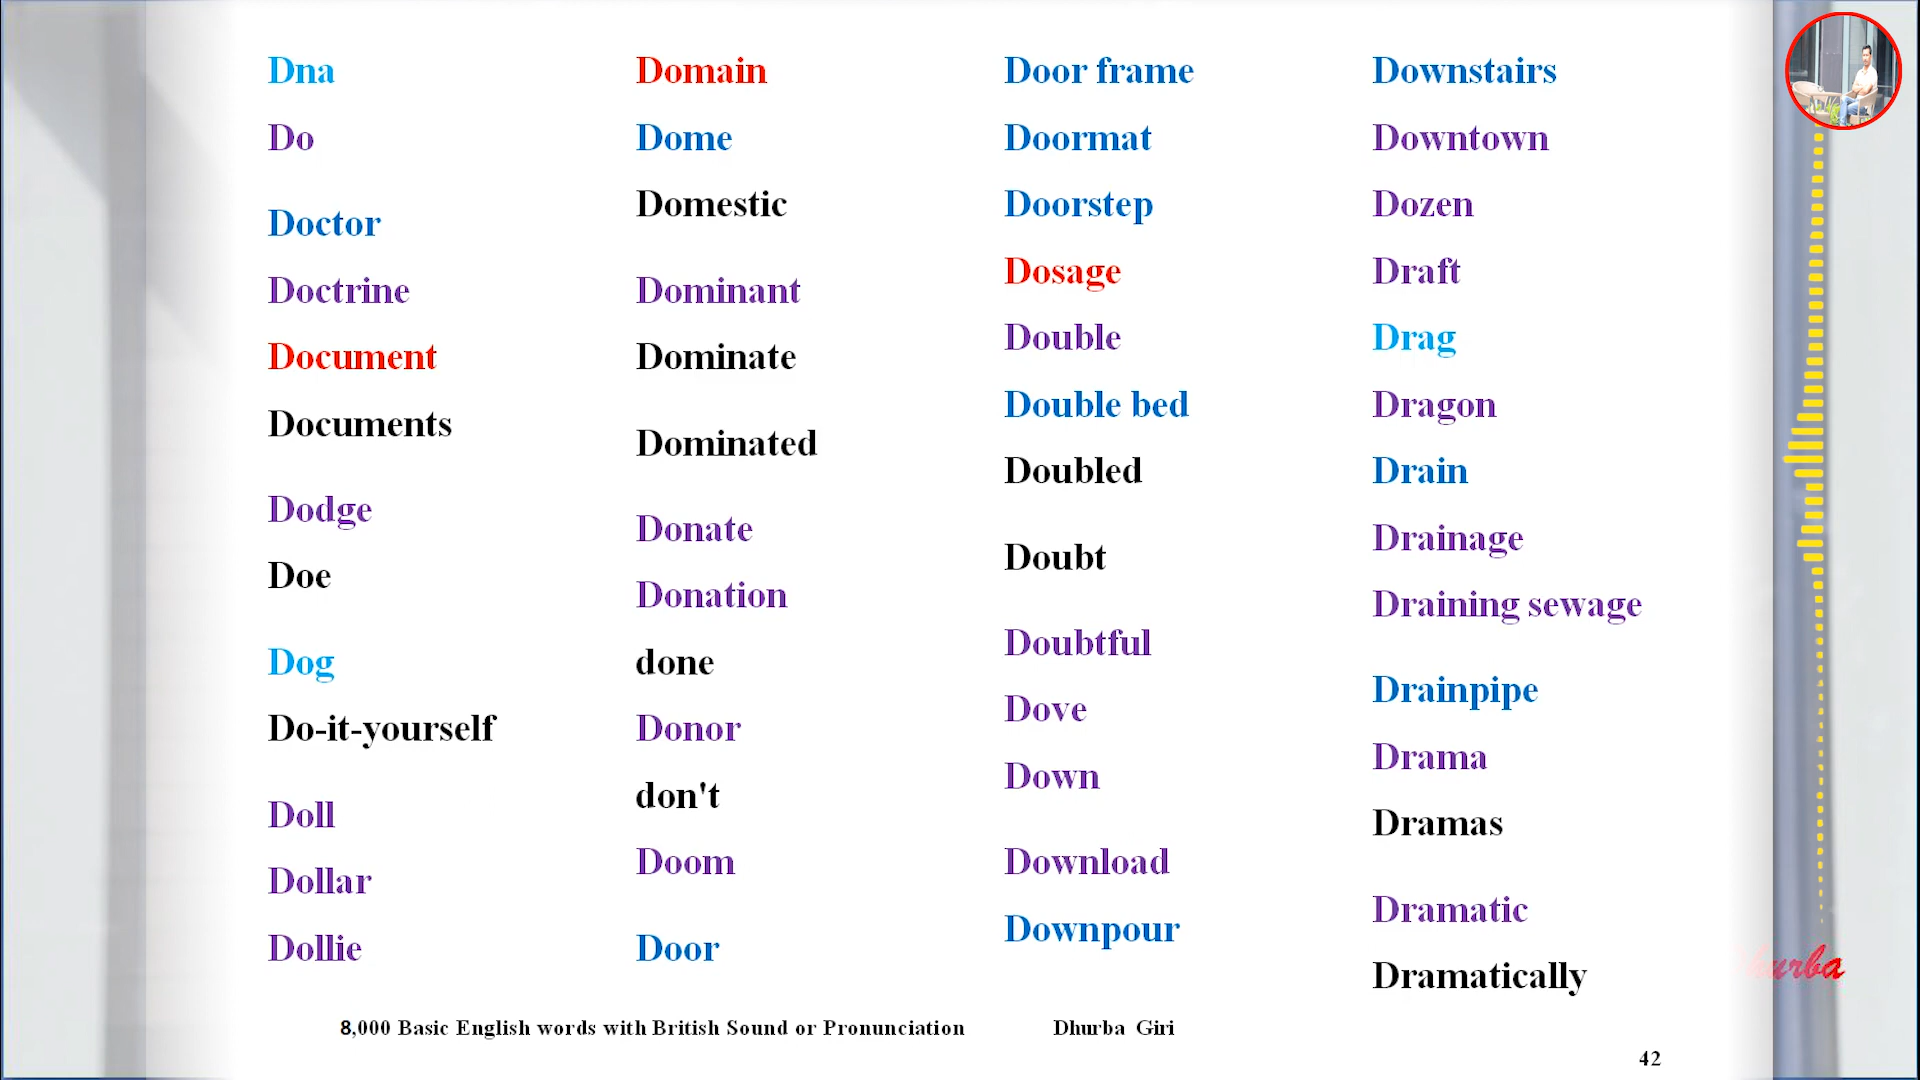 Dna
Do
Doctor
Doctrine
Document
Documents
Dodge
Doe
Dog
Do-it-yourself
Doll
Dollar
Dollie
Domain
Dome
Domestic
Dominant
Dominate
Dominated
Donate
Donation
done
Donor
don't
Doom
Door
Door frame
Doormat
Doorstep
Dosage
Double
Double bed
Doubled
Doubt
Doubtful
Dove
Down
Download
Downpour
Downstairs
Downtown
Dozen
Draft
Drag
Dragon
Drain
Drainage
Draining sewage
Drainpipe
Drama
Dramas
Dramatic
Dramatically
8,000 Basic English words with British Sound or Pronunciation Dhurba Giri
42